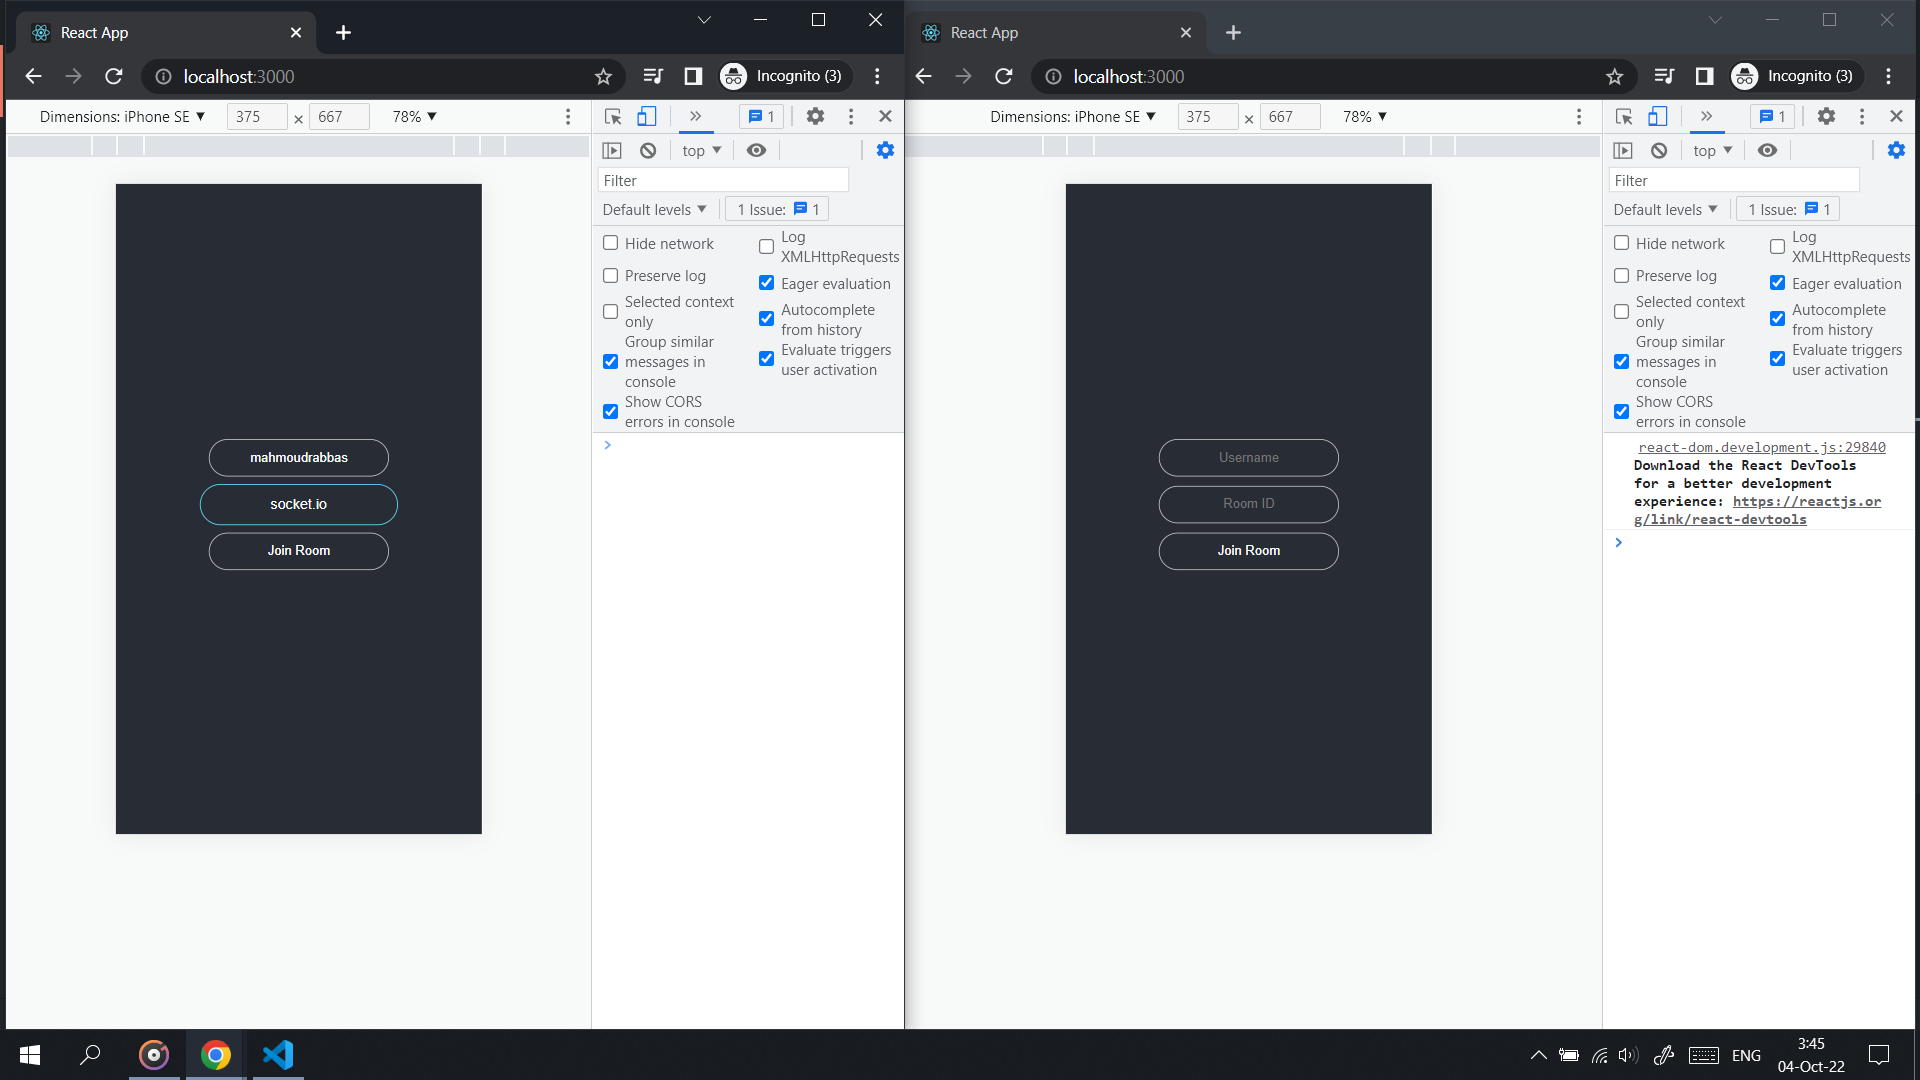 React App
localhost:3000
Incognito (3)
Dimensions: iPhone SE
375 × 667
78%
1
top
Filter
Default levels
1 Issue: 1
Hide network
Log
XMLHttpRequests
Preserve log
Eager evaluation
Selected context
only
Autocomplete
from history
Group similar
messages in
console
Evaluate triggers
user activation
Show CORS
errors in console
mahmoudrabbas
socket.io
Join Room
React App
localhost:3000
Incognito (3)
Dimensions: iPhone SE
375 × 667
78%
1
top
Filter
Default levels
1 Issue: 1
Hide network
Log
XMLHttpRequests
Preserve log
Eager evaluation
Selected context
only
Autocomplete
from history
Group similar
messages in
console
Evaluate triggers
user activation
Show CORS
errors in console
react-dom.development.js:29840
Download the React DevTools
for a better development
experience: https://reactjs.or
g/link/react-devtools
Username
Room ID
Join Room
ENG
3:45
04-Oct-22